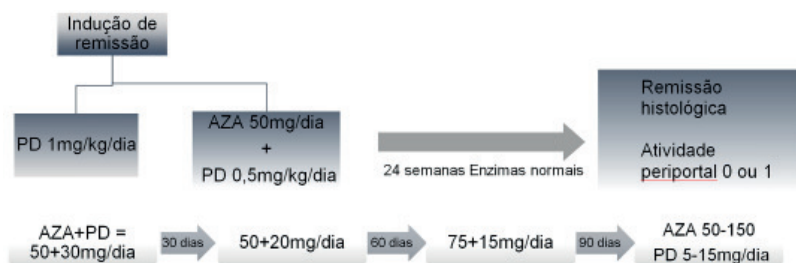 Indução de
remissão
PD 1mg/kg/dia
AZA 50mg/dia
+
PD 0,5mg/kg/dia
24 semanas Enzimas normais
Remissão
histológica
Atividade
periportal 0 ou 1
AZA+PD =
50+30mg/dia
30 dias
50+20mg/dia
60 dias
75+15mg/dia
90 dias
AZA 50-150
PD 5-15mg/dia